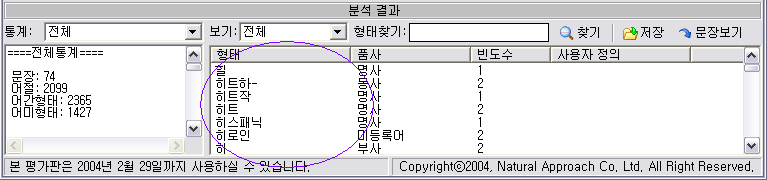 분석 결과
통계: 전체 보기: 전체 형태찾기: 찾기 저장 문장보기
====전체통계====
문장: 74
어절: 2099
어간형태: 2365
어미형태: 1427
형태 품사 빈도수 사용자 정의
힐 명사 1
히트하- 동사 2
히트작 명사 1
히트 명사 2
히스패닉 명사 1
히로인 미등록어 2
히 부사 2
본 평가판은 2004년 2월 29일까지 사용하실 수 있습니다.
Copyright©2004, Natural Approach Co, Ltd, All Right Reserved,